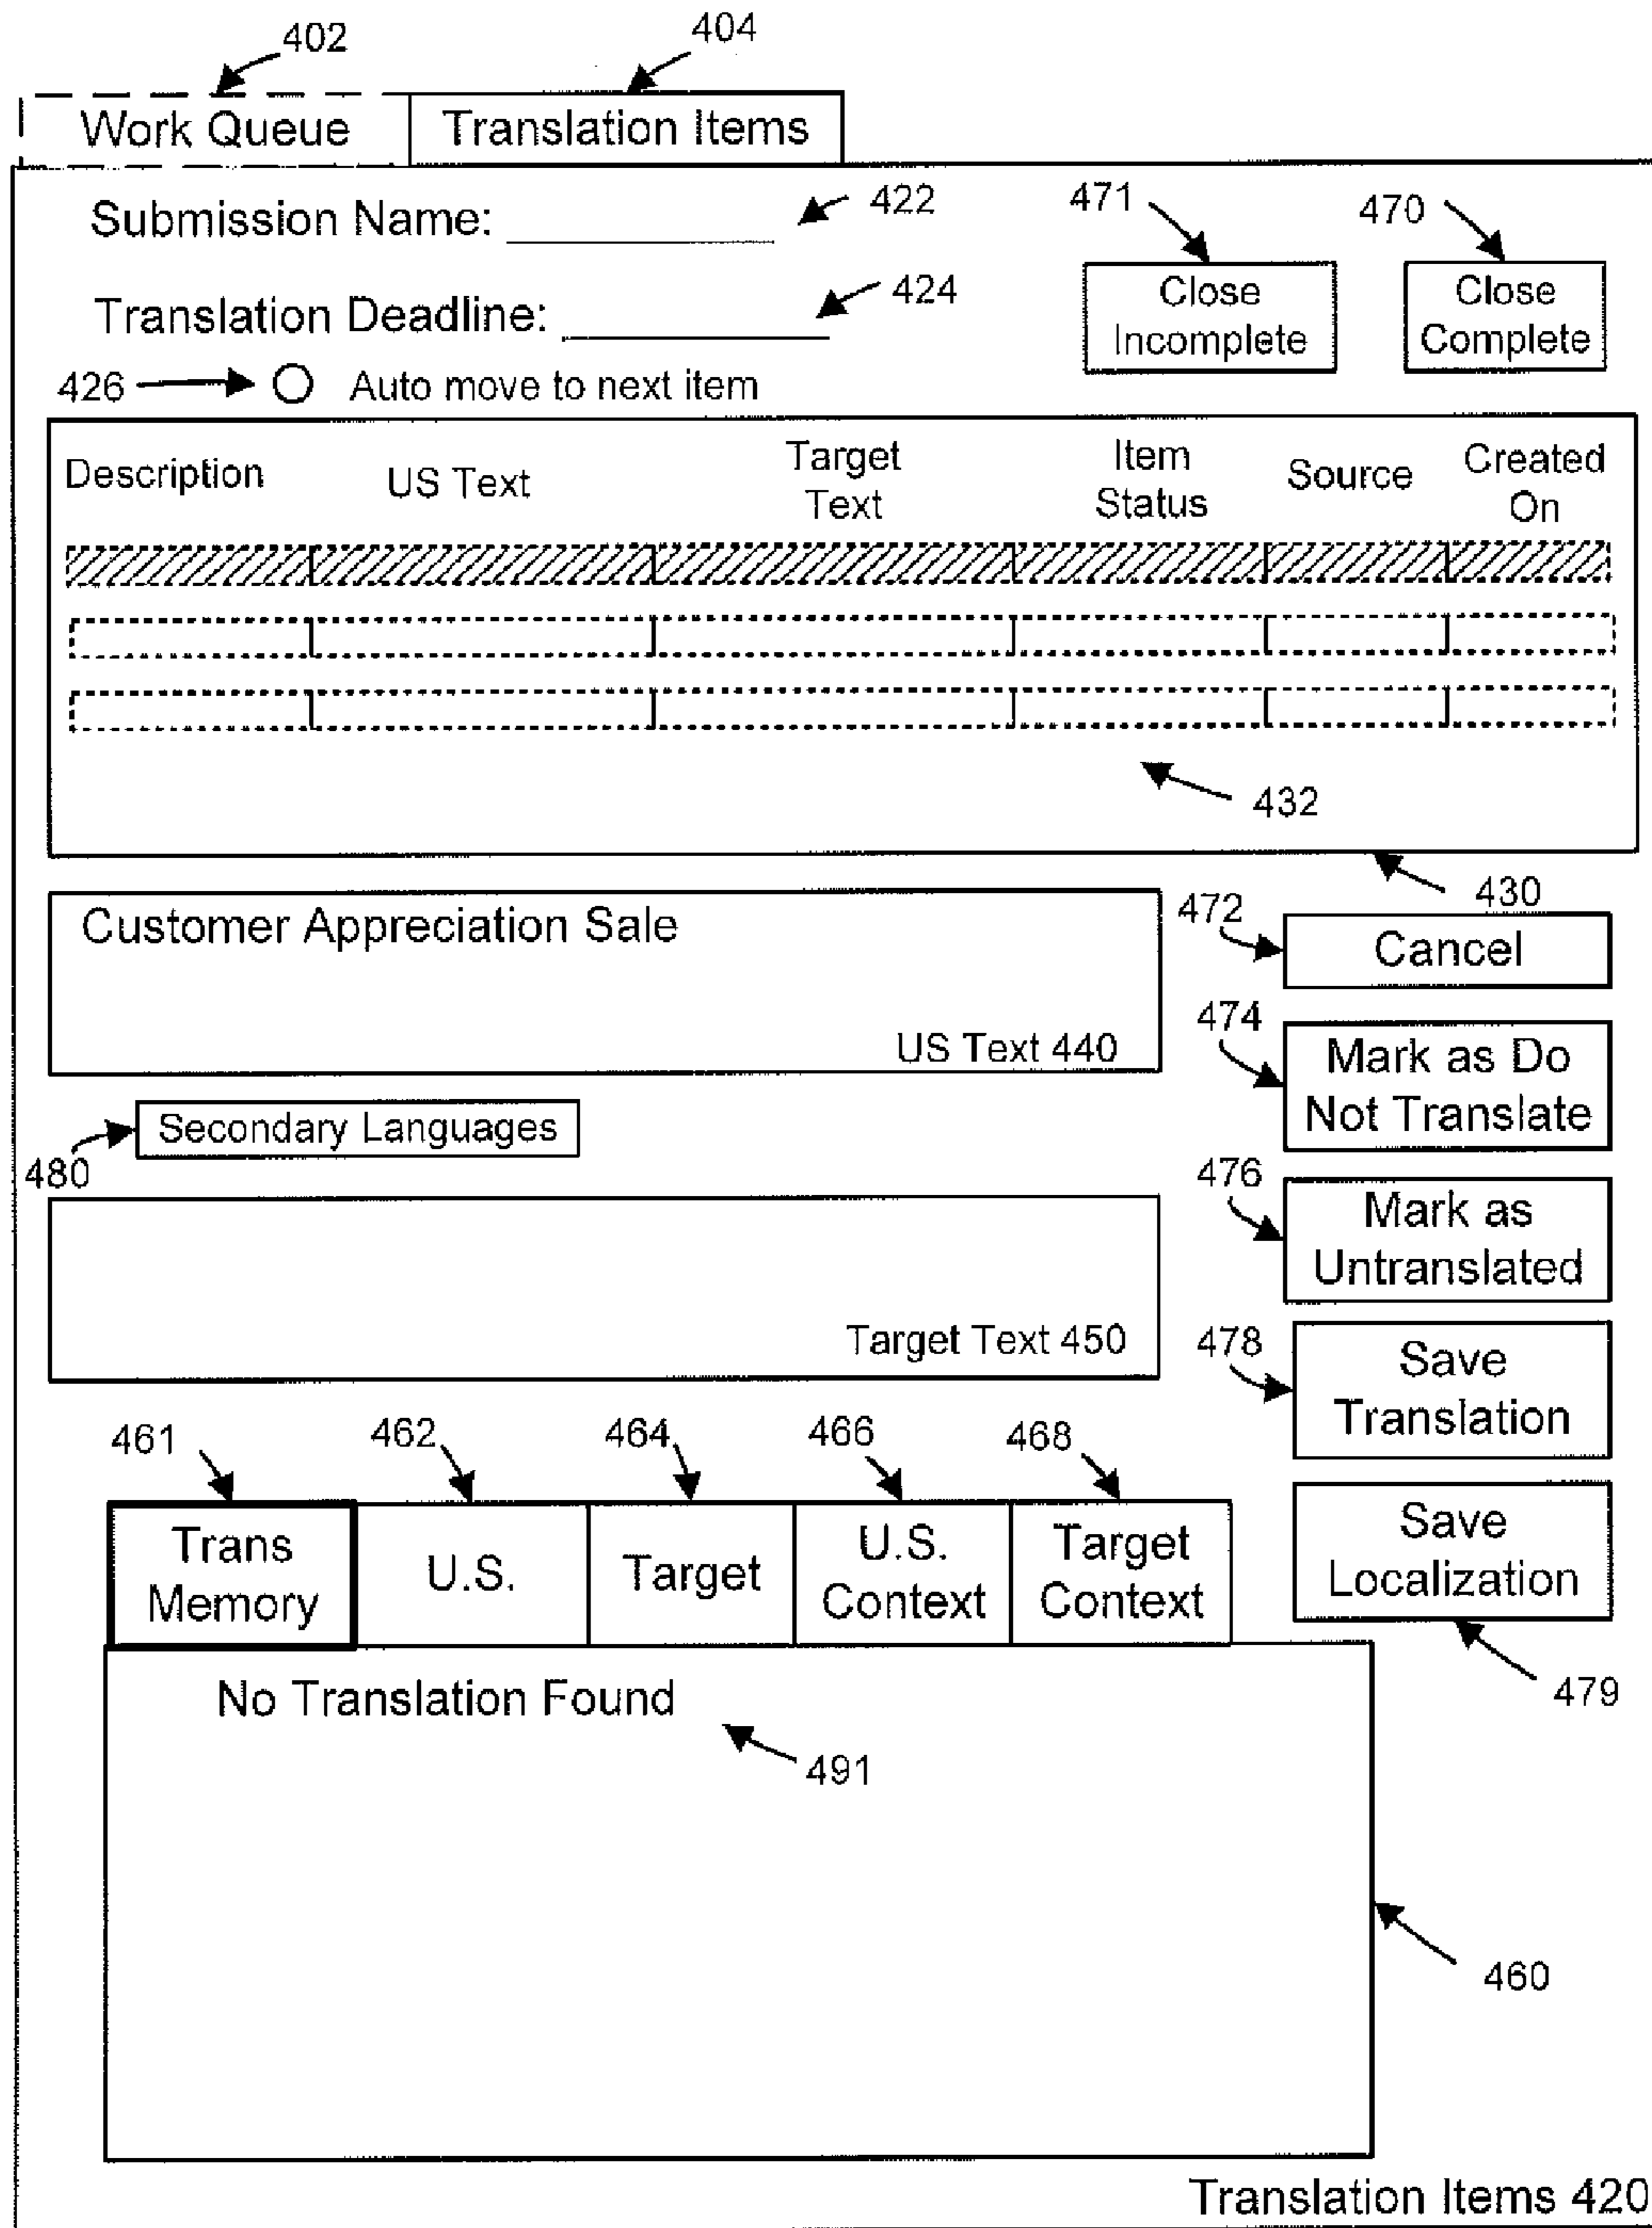 402
404
Work Queue
Translation Items
Submission Name:
422
471
470
Translation Deadline:
424
Close
Incomplete
Close
Complete
426
Auto move to next item
Description
US Text
Target
Text
Item
Status
Source
Created
On
432
430
Customer Appreciation Sale
US Text 440
472
Cancel
474
Mark as Do
Not Translate
Secondary Languages
480
476
Mark as
Untranslated
Target Text 450
478
Save
Translation
461
462
464
466
468
Trans
Memory
U.S.
Target
U.S.
Context
Target
Context
Save
Localization
479
No Translation Found
491
460
Translation Items 420